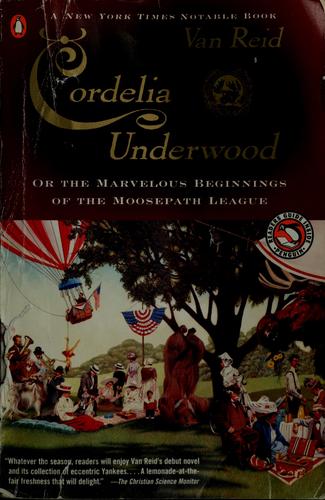 A NEW YORK TIMES NOTABLE BOOK
Van Reid
Cordelia
Underwood
OR THE MARVELOUS BEGINNINGS
OF THE MOOSEPATH LEAGUE
READERS GUIDE INSIDE
PENGUIN
"Whatever the season, readers will enjoy Van Reid's debut novel
and its collection of eccentric Yankees. . . . A lemonade-at-the-
fair freshness that will delight." —The Christian Science Monitor